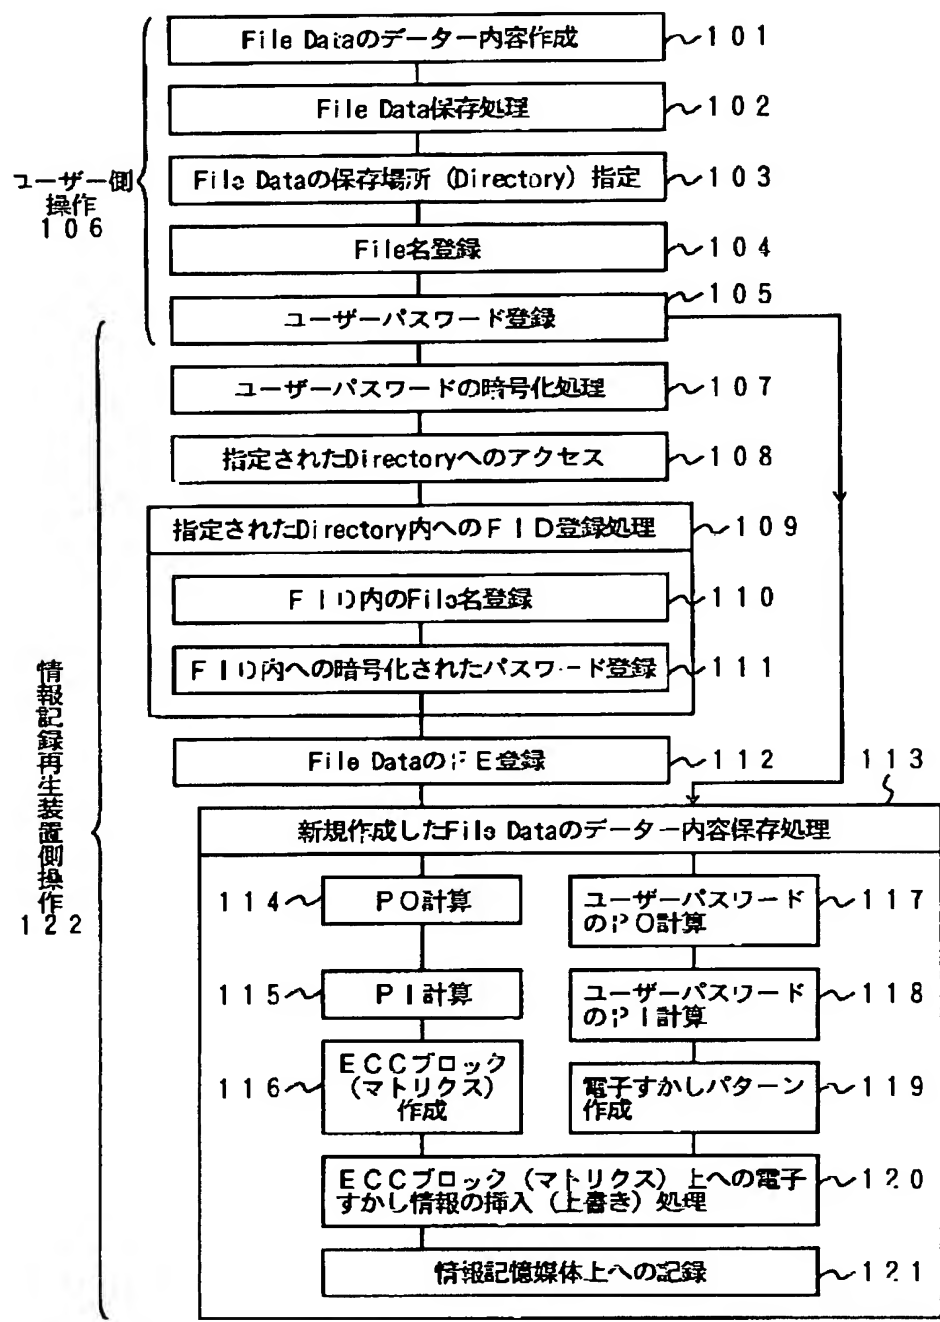 File Dataのデーター内容作成 101
File Data保存処理 102
File Dataの保存場所（Directory）指定 103
ユーザー側
操作
106
File名登録 104
ユーザーパスワード登録 105
ユーザーパスワードの暗号化処理 107
指定されたDirectoryへのアクセス 108
指定されたDirectory内へのＦＩＤ登録処理 109
ＦＩＤ内のFile名登録 110
ＦＩＤ内への暗号化されたパスワード登録 111
情報記録再生装置側操作
122
File DataのＦＥ登録 112
113
新規作成したFile Dataのデーター内容保存処理
114 ＰＯ計算
ユーザーパスワード
のＰＯ計算 117
115 ＰＩ計算
ユーザーパスワード
のＰＩ計算 118
116 ＥＣＣブロック
（マトリクス）
作成
電子すかしパターン
作成 119
ＥＣＣブロック（マトリクス）上への電子
すかし情報の挿入（上書き）処理 120
情報記憶媒体上への記録 121